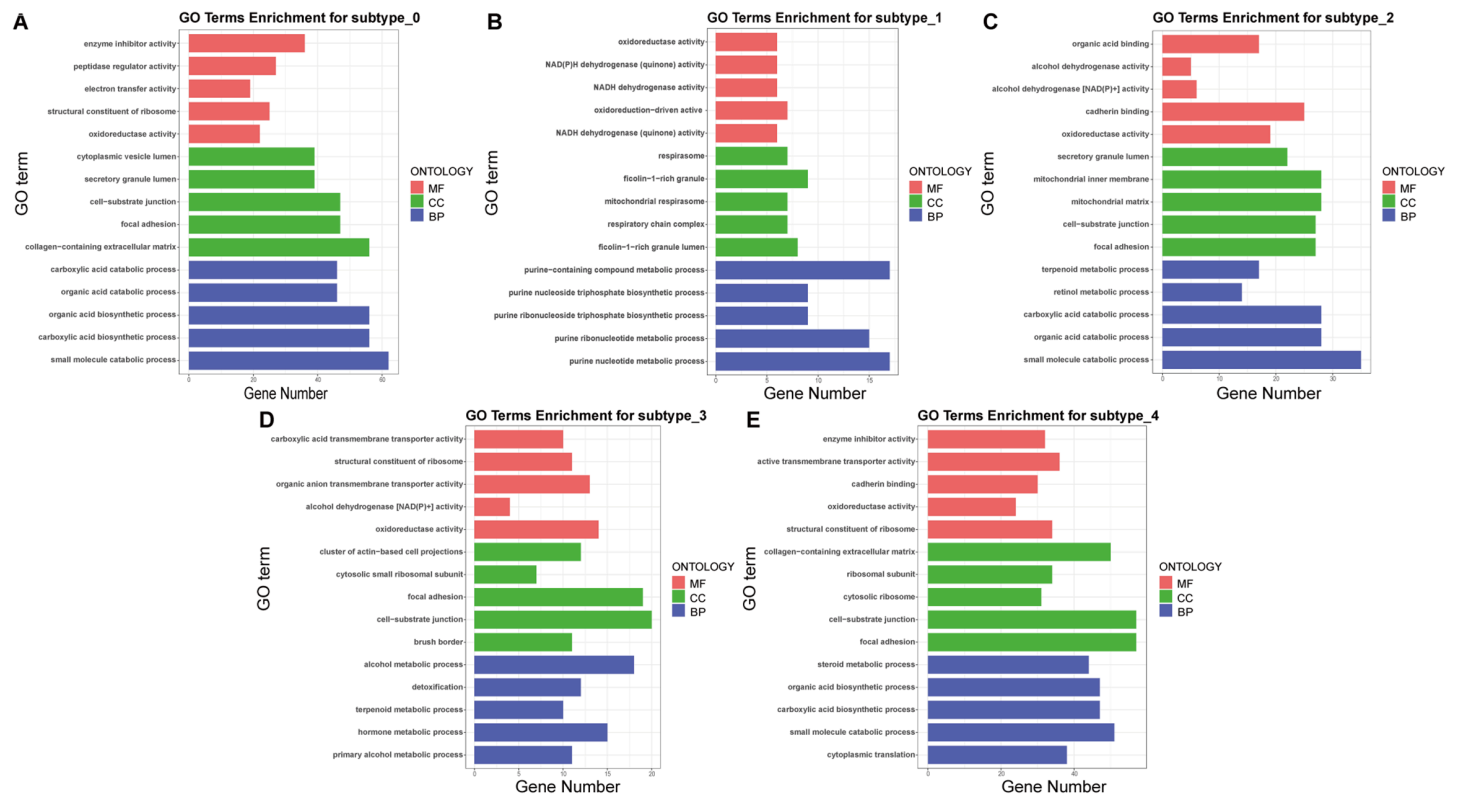 A
GO Terms Enrichment for subtype_0
enzyme inhibitor activity
peptidase regulator activity
electron transfer activity
structural constituent of ribosome
oxidoreductase activity
cytoplasmic vesicle lumen
secretory granule lumen
cell−substrate junction
focal adhesion
collagen−containing extracellular matrix
carboxylic acid catabolic process
organic acid catabolic process
organic acid biosynthetic process
carboxylic acid biosynthetic process
small molecule catabolic process
GO term
0 20 40 60
Gene Number
ONTOLOGY
MF
CC
BP
B
GO Terms Enrichment for subtype_1
oxidoreductase activity
NAD(P)H dehydrogenase (quinone) activity
NADH dehydrogenase activity
oxidoreduction−driven active
NADH dehydrogenase (quinone) activity
respirasome
ficolin−1−rich granule
mitochondrial respirasome
respiratory chain complex
ficolin−1−rich granule lumen
purine−containing compound metabolic process
purine nucleoside triphosphate biosynthetic process
purine ribonucleoside triphosphate biosynthetic process
purine ribonucleotide metabolic process
purine nucleotide metabolic process
GO term
0 5 10 15
Gene Number
ONTOLOGY
MF
CC
BP
C
GO Terms Enrichment for subtype_2
organic acid binding
alcohol dehydrogenase activity
alcohol dehydrogenase [NAD(P)+] activity
cadherin binding
oxidoreductase activity
secretory granule lumen
mitochondrial inner membrane
mitochondrial matrix
cell−substrate junction
focal adhesion
terpenoid metabolic process
retinol metabolic process
carboxylic acid catabolic process
organic acid catabolic process
small molecule catabolic process
GO term
0 10 20 30
Gene Number
ONTOLOGY
MF
CC
BP
D
GO Terms Enrichment for subtype_3
carboxylic acid transmembrane transporter activity
structural constituent of ribosome
organic anion transmembrane transporter activity
alcohol dehydrogenase [NAD(P)+] activity
oxidoreductase activity
cluster of actin−based cell projections
cytosolic small ribosomal subunit
focal adhesion
cell−substrate junction
brush border
alcohol metabolic process
detoxification
terpenoid metabolic process
hormone metabolic process
primary alcohol metabolic process
GO term
0 5 10 15 20
Gene Number
ONTOLOGY
MF
CC
BP
E
GO Terms Enrichment for subtype_4
enzyme inhibitor activity
active transmembrane transporter activity
cadherin binding
oxidoreductase activity
structural constituent of ribosome
collagen−containing extracellular matrix
ribosomal subunit
cytosolic ribosome
cell−substrate junction
focal adhesion
steroid metabolic process
organic acid biosynthetic process
carboxylic acid biosynthetic process
small molecule catabolic process
cytoplasmic translation
GO term
0 20 40
Gene Number
ONTOLOGY
MF
CC
BP